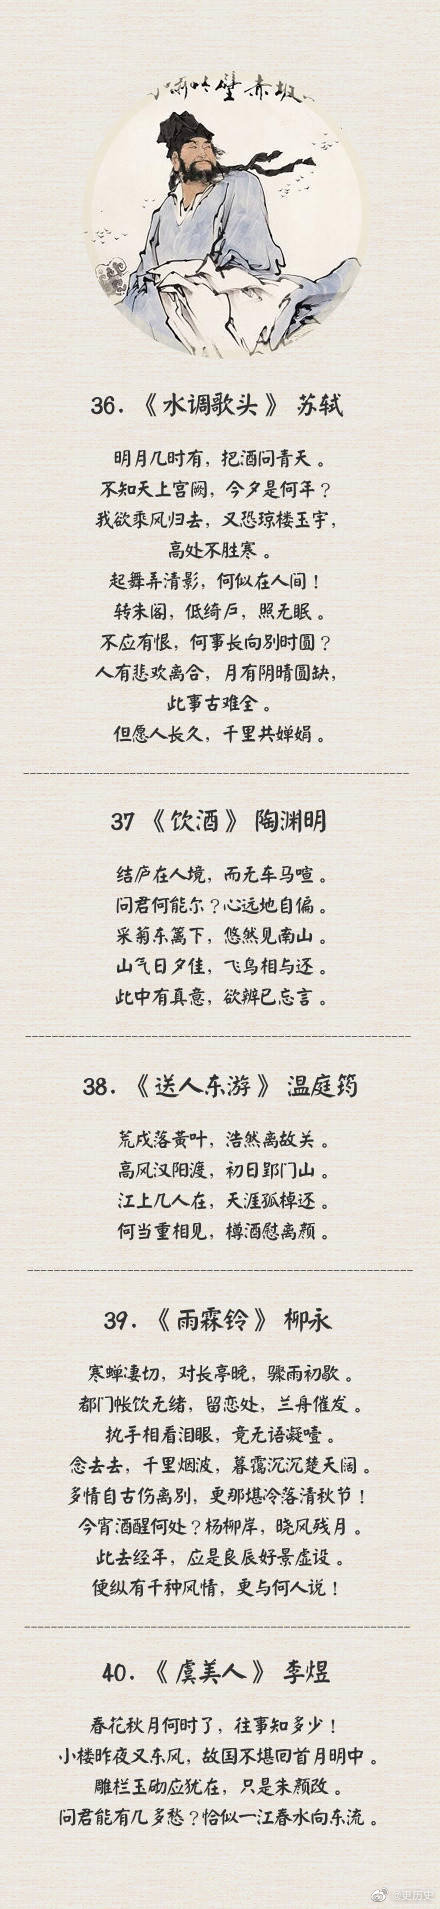 赤壁
36.《水调歌头》 苏轼
明月几时有，把酒问青天。
不知天上宫阙，今夕是何年？
我欲乘风归去，又恐琼楼玉宇，
高处不胜寒。
起舞弄清影，何似在人间！
转朱阁，低绮户，照无眠。
不应有恨，何事长向别时圆？
人有悲欢离合，月有阴晴圆缺，
此事古难全。
但愿人长久，千里共婵娟。
37《饮酒》 陶渊明
结庐在人境，而无车马喧。
问君何能尔？心远地自偏。
采菊东篱下，悠然见南山。
山气日夕佳，飞鸟相与还。
此中有真意，欲辨已忘言。
38.《送人东游》 温庭筠
荒戍落黄叶，浩然离故关。
高风汉阳渡，初日郢门山。
江上几人在，天涯孤棹还。
何当重相见，樽酒慰离颜。
39.《雨霖铃》 柳永
寒蝉凄切，对长亭晚，骤雨初歇。
都门帐饮无绪，留恋处，兰舟催发。
执手相看泪眼，竟无语凝噎。
念去去，千里烟波，暮霭沉沉楚天阔。
多情自古伤离别，更那堪冷落清秋节！
今宵酒醒何处？杨柳岸，晓风残月。
此去经年，应是良辰好景虚设。
便纵有千种风情，更与何人说！
40.《虞美人》 李煜
春花秋月何时了，往事知多少！
小楼昨夜又东风，故国不堪回首月明中。
雕栏玉砌应犹在，只是朱颜改。
问君能有几多愁？恰似一江春水向东流。
@史历史